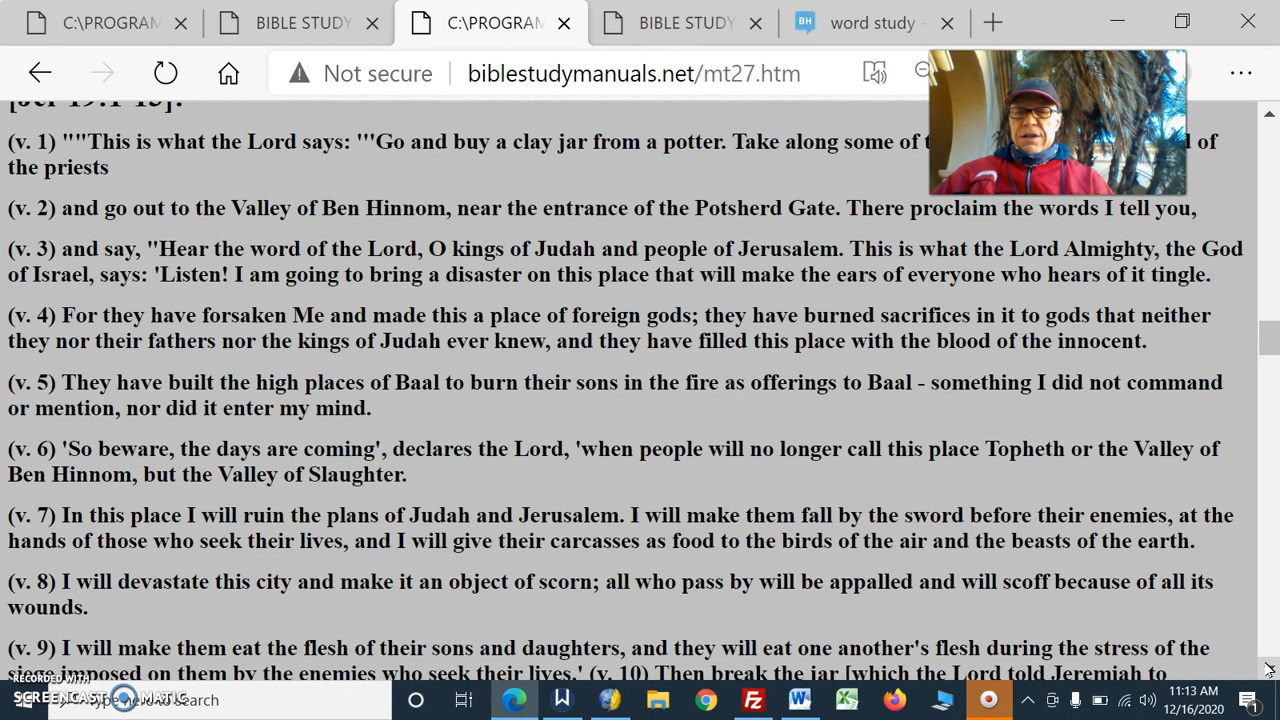 C:\PROGRAM
BIBLE STUDY
C:\PROGRAM
BIBLE STUDY
BH
word study -
Not secure
biblestudymanuals.net/mt27.htm
(v. 1) ""This is what the Lord says: "'Go and buy a clay jar from a potter. Take along some of of
the priests
(v. 2) and go out to the Valley of Ben Hinnom, near the entrance of the Potsherd Gate. There proclaim the words I tell you,
(v. 3) and say, "Hear the word of the Lord, O kings of Judah and people of Jerusalem. This is what the Lord Almighty, the God
of Israel, says: 'Listen! I am going to bring a disaster on this place that will make the ears of everyone who hears of it tingle.
(v. 4) For they have forsaken Me and made this a place of foreign gods; they have burned sacrifices in it to gods that neither
they nor their fathers nor the kings of Judah ever knew, and they have filled this place with the blood of the innocent.
(v. 5) They have built the high places of Baal to burn their sons in the fire as offerings to Baal - something I did not command
or mention, nor did it enter my mind.
(v. 6) 'So beware, the days are coming', declares the Lord, 'when people will no longer call this place Topheth or the Valley of
Ben Hinnom, but the Valley of Slaughter.
(v. 7) In this place I will ruin the plans of Judah and Jerusalem. I will make them fall by the sword before their enemies, at the
hands of those who seek their lives, and I will give their carcasses as food to the birds of the air and the beasts of the earth.
(v. 8) I will devastate this city and make it an object of scorn; all who pass by will be appalled and will scoff because of all its
wounds.
(v. 9) I will make them eat the flesh of their sons and daughters, and they will eat one another's flesh during the stress of the
siege imposed on them by the enemies who seek their lives.' (v. 10) Then break the jar [which the Lord told Jeremiah to
RECORDED WITH
SCREENCAST MATIC
Type here to search
11:13 AM
12/16/2020
1